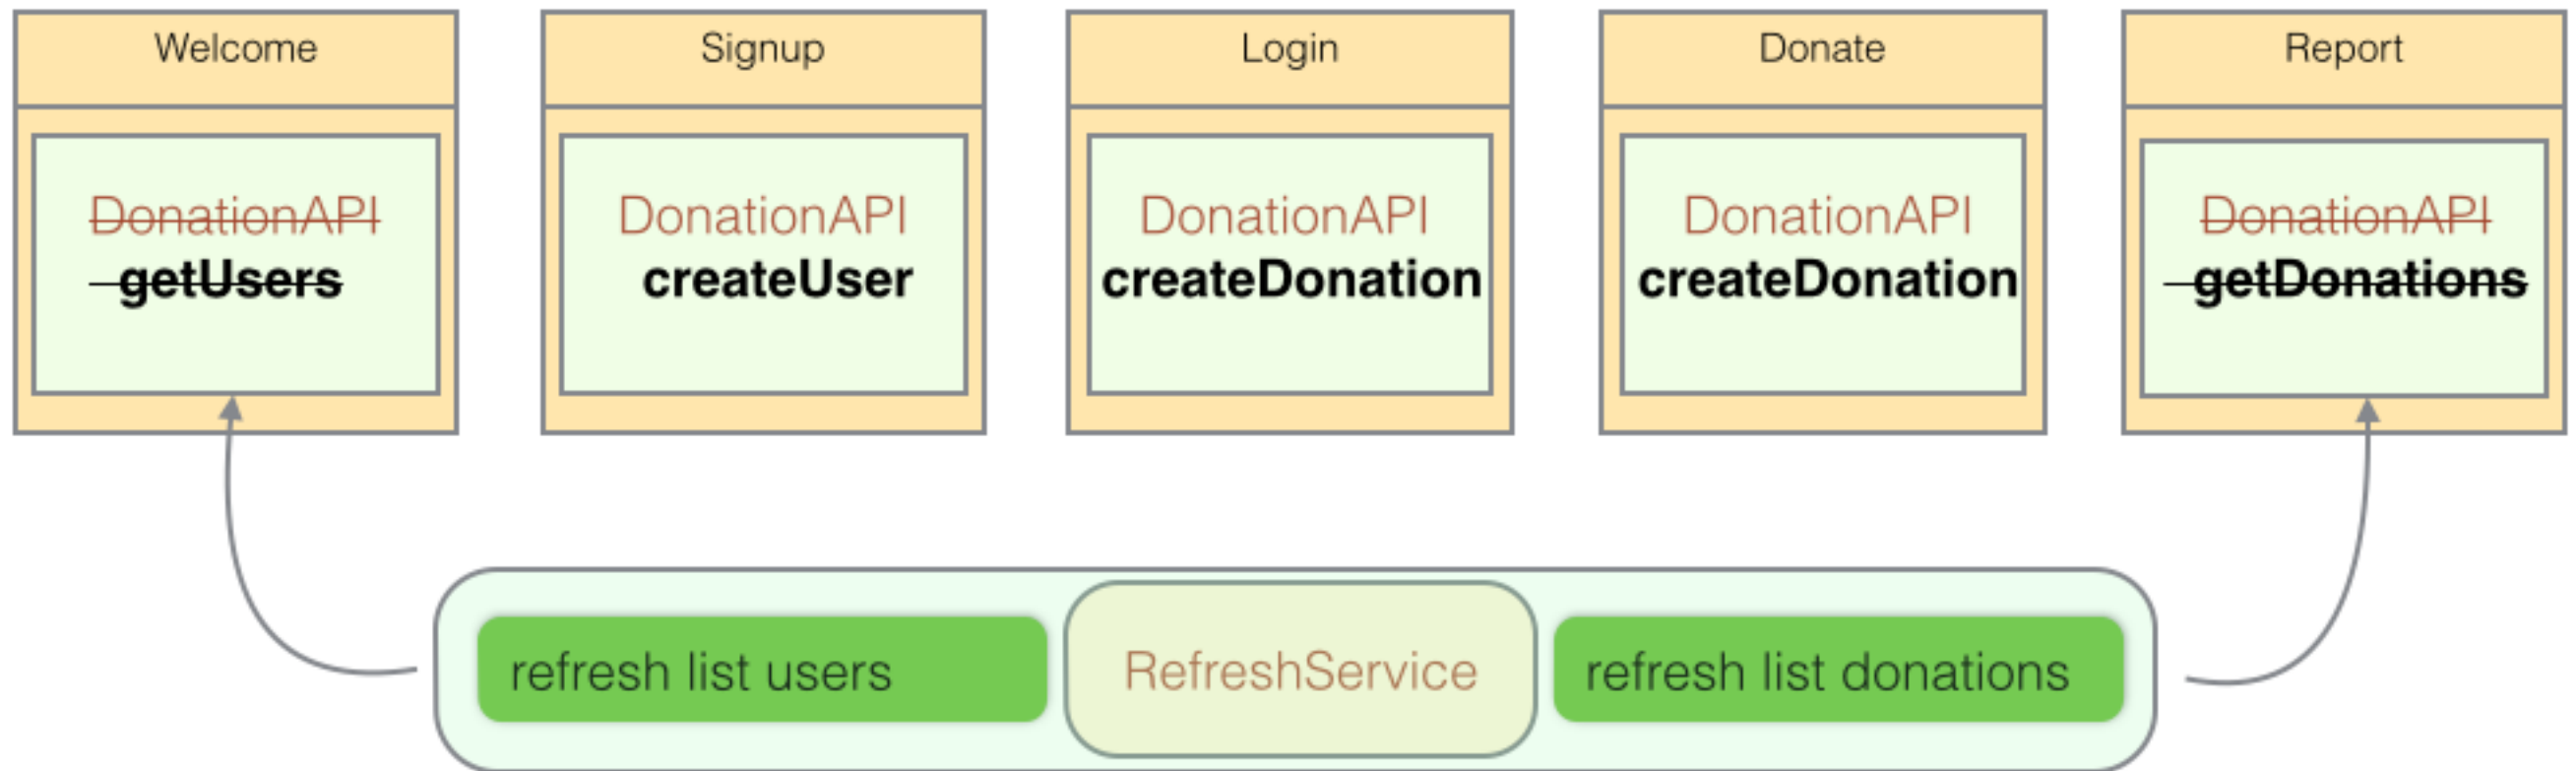 Welcome
DonationAPI
getUsers
Signup
DonationAPI
createUser
Login
DonationAPI
createDonation
Donate
DonationAPI
createDonation
Report
DonationAPI
getDonations
refresh list users
RefreshService
refresh list donations